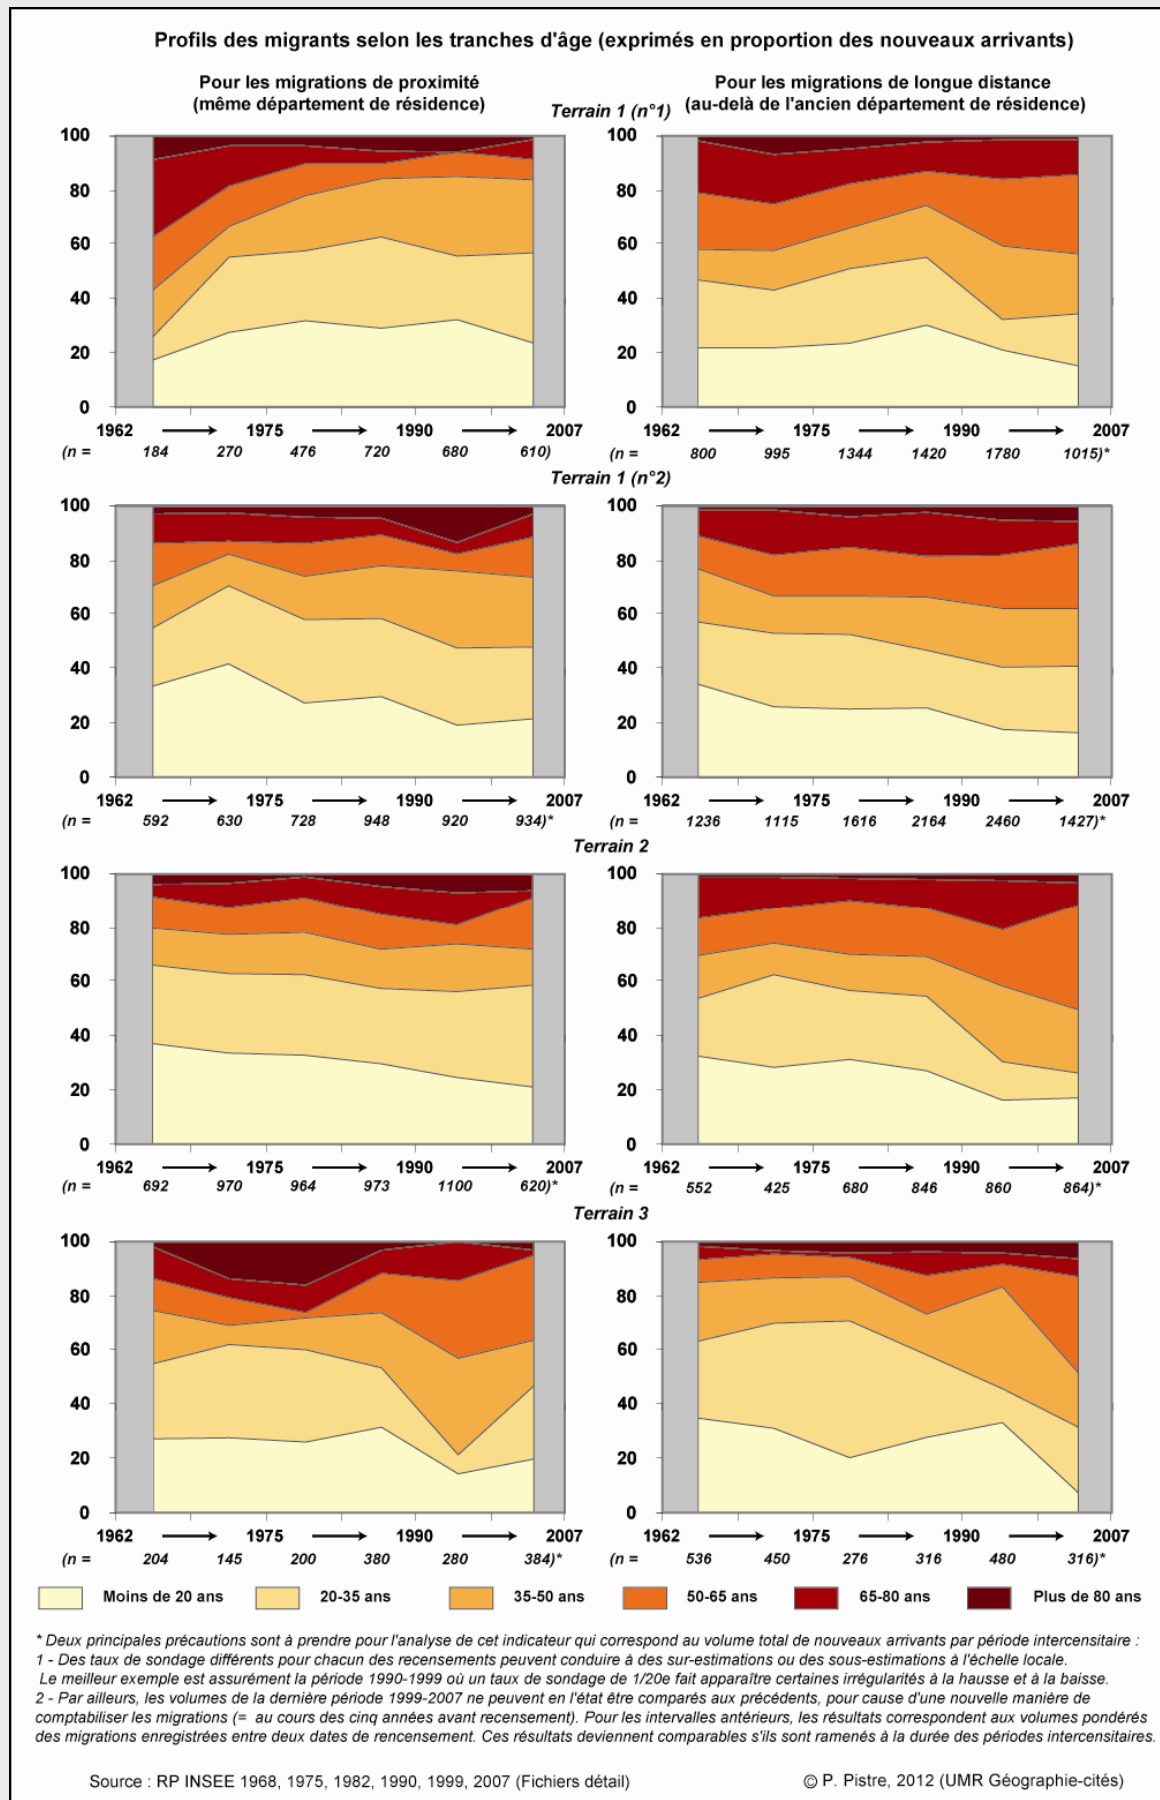 Profils des migrants selon les tranches d'âge (exprimés en proportion des nouveaux arrivants)
Pour les migrations de proximité
(même département de résidence)
Pour les migrations de longue distance
(au-delà de l'ancien département de résidence)
Terrain 1 (n°1)
100
80
60
40
20
0
1962 1975 1990 2007
(n = 184 270 476 720 680 610)
100
80
60
40
20
0
1962 1975 1990 2007
(n = 800 995 1344 1420 1780 1015)*
Terrain 1 (n°2)
100
80
60
40
20
0
1962 1975 1990 2007
(n = 592 630 728 948 920 934)*
100
80
60
40
20
0
1962 1975 1990 2007
(n = 1236 1115 1616 2164 2460 1427)*
Terrain 2
100
80
60
40
20
0
1962 1975 1990 2007
(n = 692 970 964 973 1100 620)*
100
80
60
40
20
0
1962 1975 1990 2007
(n = 552 425 680 846 860 864)*
Terrain 3
100
80
60
40
20
0
1962 1975 1990 2007
(n = 204 145 200 380 280 384)*
100
80
60
40
20
0
1962 1975 1990 2007
(n = 536 450 276 316 480 316)*
Moins de 20 ans 20-35 ans 35-50 ans 50-65 ans 65-80 ans Plus de 80 ans
* Deux principales précautions sont à prendre pour l'analyse de cet indicateur qui correspond au volume total de nouveaux arrivants par période intercensitaire :
1 - Des taux de sondage différents pour chacun des recensements peuvent conduire à des sur-estimations ou des sous-estimations à l'échelle locale.
Le meilleur exemple est assurément la période 1990-1999 où un taux de sondage de 1/20e fait apparaître certaines irrégularités à la hausse et à la baisse.
2 - Par ailleurs, les volumes de la dernière période 1999-2007 ne peuvent en l'état être comparés aux précédents, pour cause d'une nouvelle manière de
comptabiliser les migrations (= au cours des cinq années avant recensement). Pour les intervalles antérieurs, les résultats correspondent aux volumes pondérés
des migrations enregistrées entre deux dates de rencensement. Ces résultats deviennent comparables s'ils sont ramenés à la durée des périodes intercensitaires.
Source : RP INSEE 1968, 1975, 1982, 1990, 1999, 2007 (Fichiers détail)
© P. Pistre, 2012 (UMR Géographie-cités)